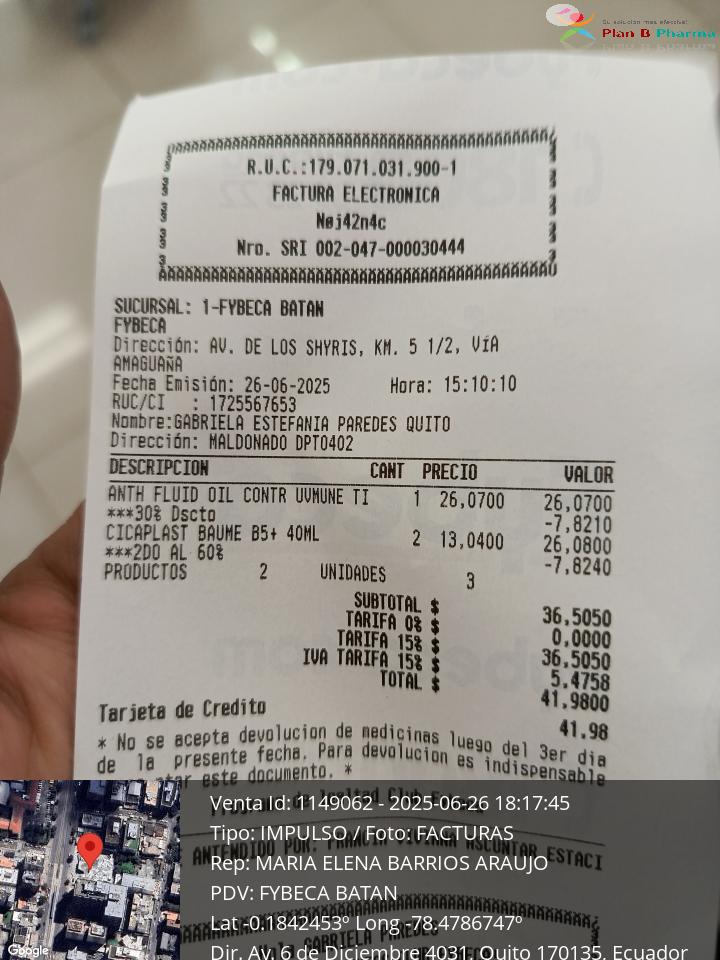 Su solución más efectiva!
Plan B Pharma
R.U.C.:179.071.031.900-1
FACTURA ELECTRONICA
Nøj42n4c
Nro. SRI 002-047-000030444
SUCURSAL: 1-FYBECA BATAN
FYBECA
Dirección: AV. DE LOS SHYRIS, KM. 5 1/2, VíA
AMAGUAÑA
Fecha Emisión: 26-06-2025 Hora: 15:10:10
RUC/CI : 1725567653
Nombre:GABRIELA ESTEFANIA PAREDES QUITO
Dirección: MALDONADO DPT0402
DESCRIPCION CANT PRECIO VALOR
ANTH FLUID OIL CONTR UVMUNE TI 1 26,0700 26,0700
***30% Dscto -7,8210
CICAPLAST BAUME B5+ 40ML 2 13,0400 26,0800
***2DO AL 60% -7,8240
PRODUCTOS 2 UNIDADES 3
SUBTOTAL $ 36,5050
TARIFA 0% $ 0,0000
TARIFA 15% $ 36,5050
IVA TARIFA 15% $ 5,4758
TOTAL $ 41,9800
Tarjeta de Credito 41.98
* No se acepta devolucion de medicinas luego del 3er dia
de la presente fecha. Para devolucion es indispensable
este documento. *
Venta Id: 1149062 - 2025-06-26 18:17:45
Tipo: IMPULSO / Foto: FACTURAS
Rep: MARIA ELENA BARRIOS ARAUJO
PDV: FYBECA BATAN
Lat -0.1842453° Long -78.4786747°
Dir. Av. 6 de Diciembre 4031, Quito 170135, Ecuador
Google